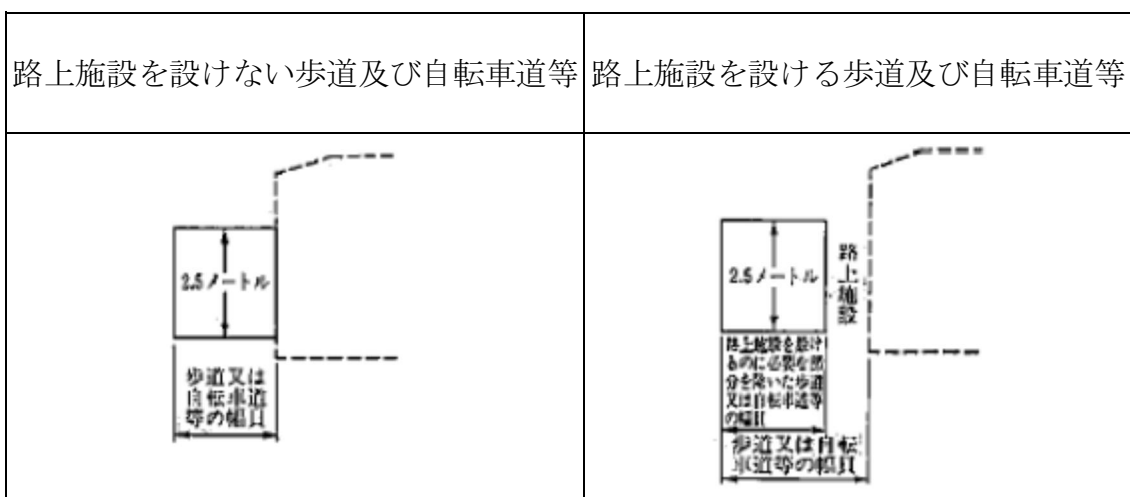 路上施設を設けない歩道及び自転車道等
路上施設を設ける歩道及び自転車道等
2.5メートル
歩道又は
自転車道
等の幅員
2.5メートル
路上施設
路上施設を設け
るのに必要な部
分を除いた歩道
又は自転車道等
の幅員
歩道又は自転
車道等の幅員